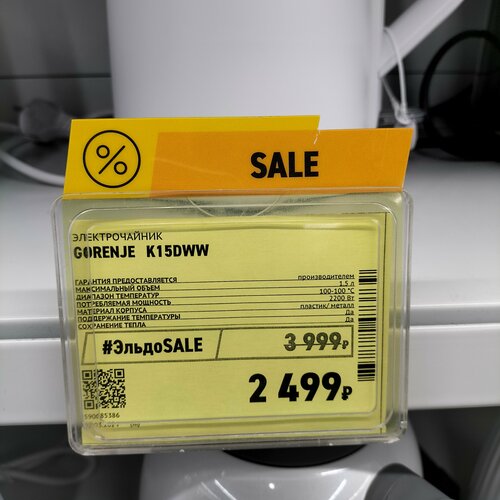 %
SALE
ЭЛЕКТРОЧАЙНИК
GORENJE K15DWW
ГАРАНТИЯ ПРЕДОСТАВЛЯЕТСЯ производителем
МАКСИМАЛЬНЫЙ ОБЪЕМ 1,5 л
ДИАПАЗОН ТЕМПЕРАТУР 100-100 °C
ПОТРЕБЛЯЕМАЯ МОЩНОСТЬ 2200 Вт
МАТЕРИАЛ КОРПУСА пластик/ металл
ПОДДЕРЖАНИЕ ТЕМПЕРАТУРЫ Да
СОХРАНЕНИЕ ТЕПЛА Да
#ЭльдоSALE 3 999₽
2 499₽